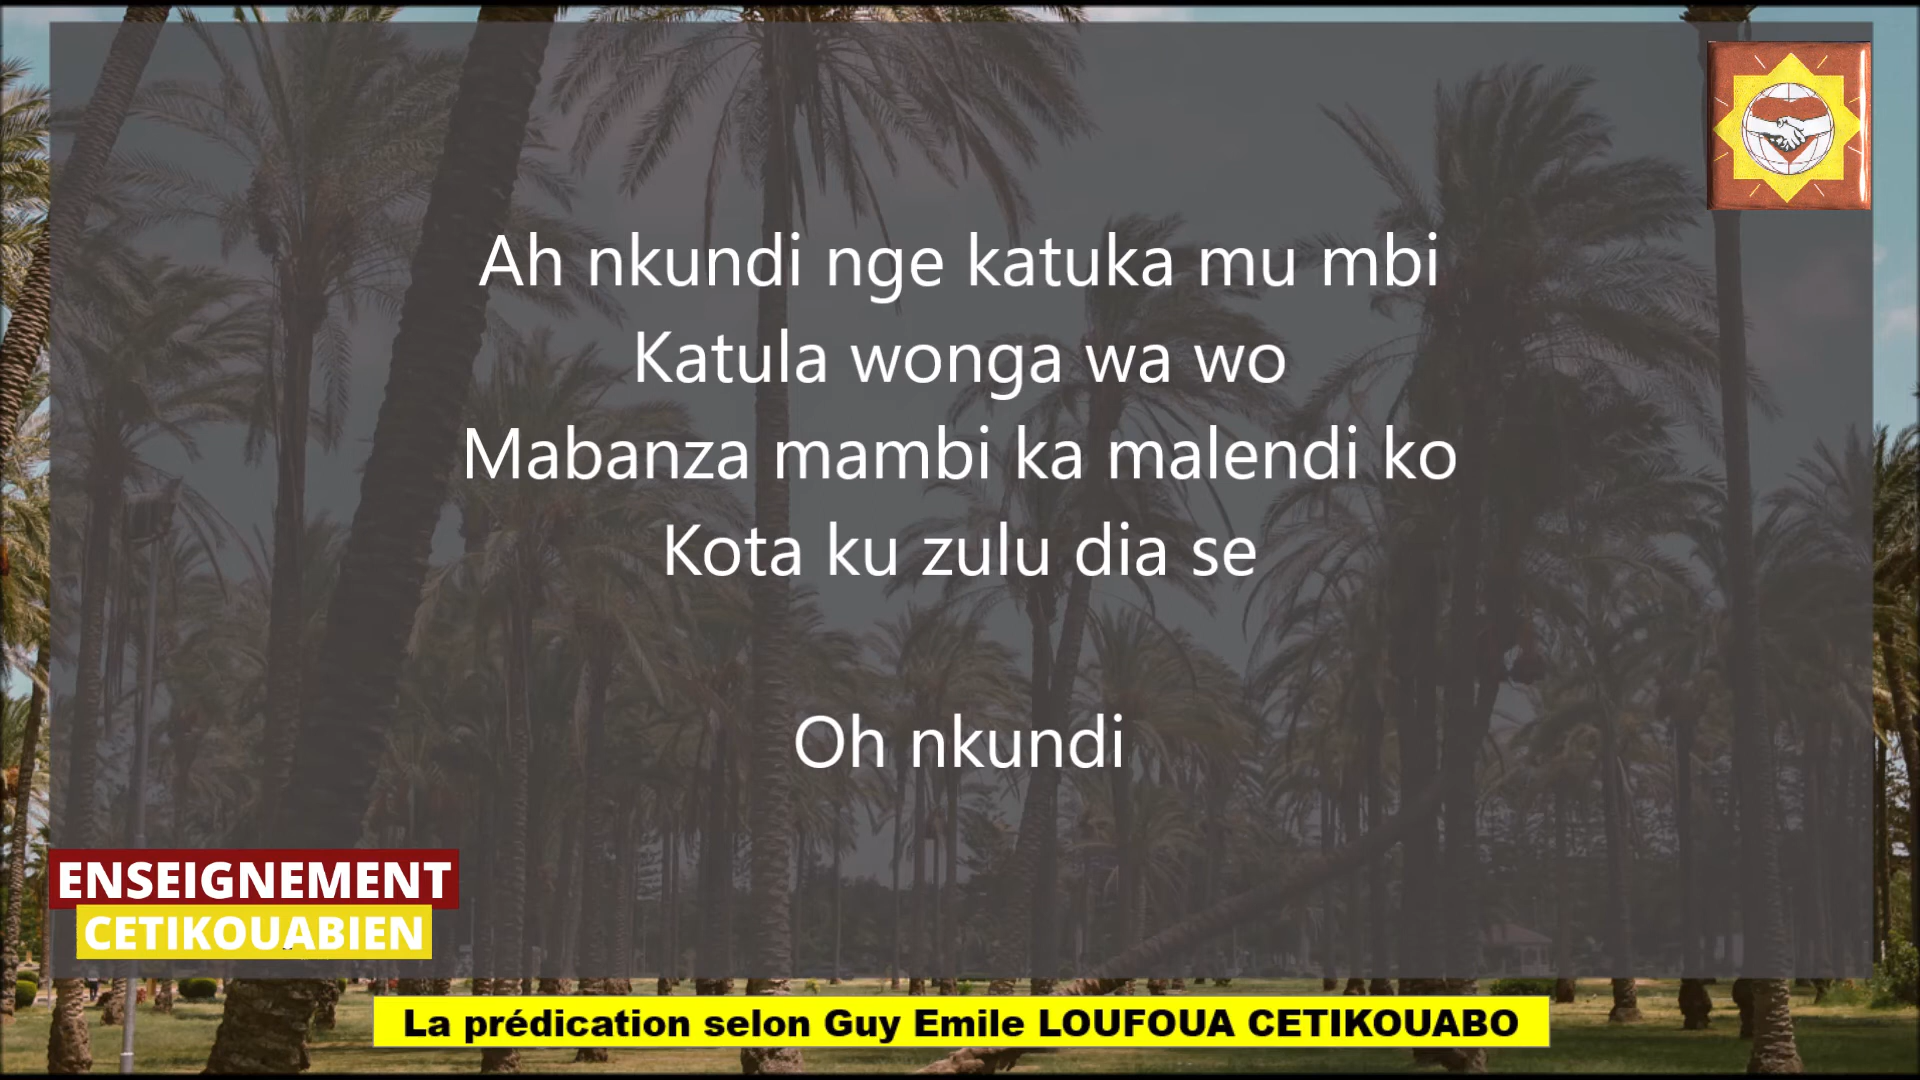 Ah nkundi nge katuka mu mbi
Katula wonga wa wo
Mabanza mambi ka malendi ko
Kota ku zulu dia se
Oh nkundi
ENSEIGNEMENT
CETIKOUABIEN
La prédication selon Guy Emile LOUFOUA CETIKOUABO